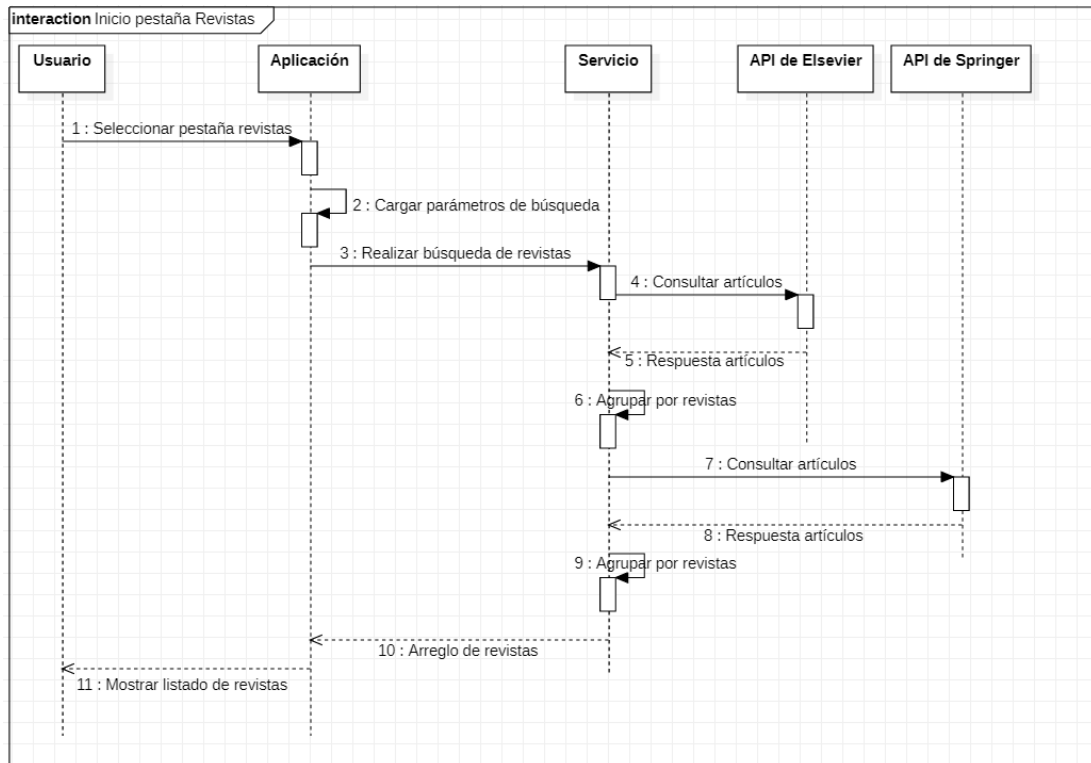 interaction Inicio pestaña Revistas
Usuario
Aplicación
Servicio
API de Elsevier
API de Springer
1 : Seleccionar pestaña revistas
2 : Cargar parámetros de búsqueda
3 : Realizar búsqueda de revistas
4 : Consultar artículos
5 : Respuesta artículos
6 : Agrupar por revistas
7 : Consultar artículos
8 : Respuesta artículos
9 : Agrupar por revistas
10 : Arreglo de revistas
11 : Mostrar listado de revistas